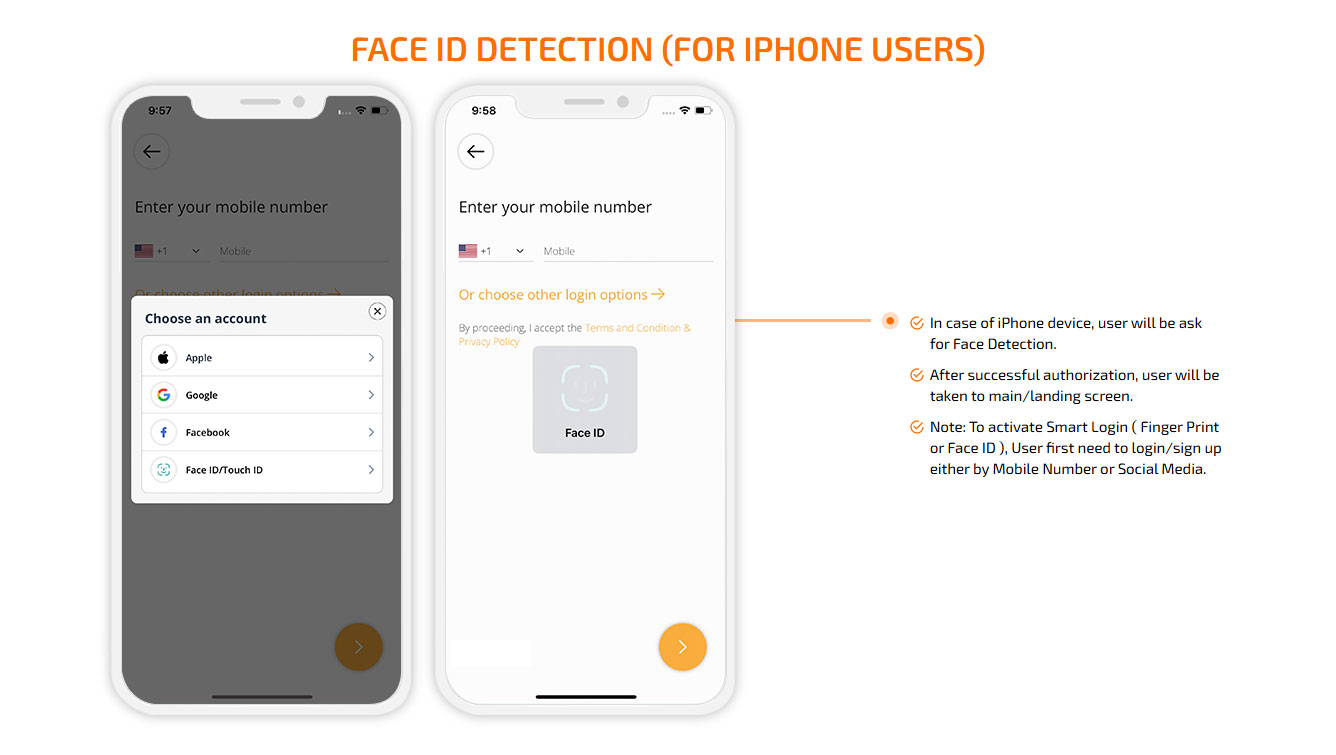 FACE ID DETECTION (FOR IPHONE USERS)
9:57
Enter your mobile number
+1
Mobile
Or choose other login options
Choose an account
Apple
Google
Facebook
Face ID/Touch ID
9:58
Enter your mobile number
+1
Mobile
Or choose other login options
By proceeding, I accept the Terms and Condition &
Privacy Policy
Face ID
In case of iPhone device, user will be ask
for Face Detection.
After successful authorization, user will be
taken to main/landing screen.
Note: To activate Smart Login ( Finger Print
or Face ID ), User first need to login/sign up
either by Mobile Number or Social Media.